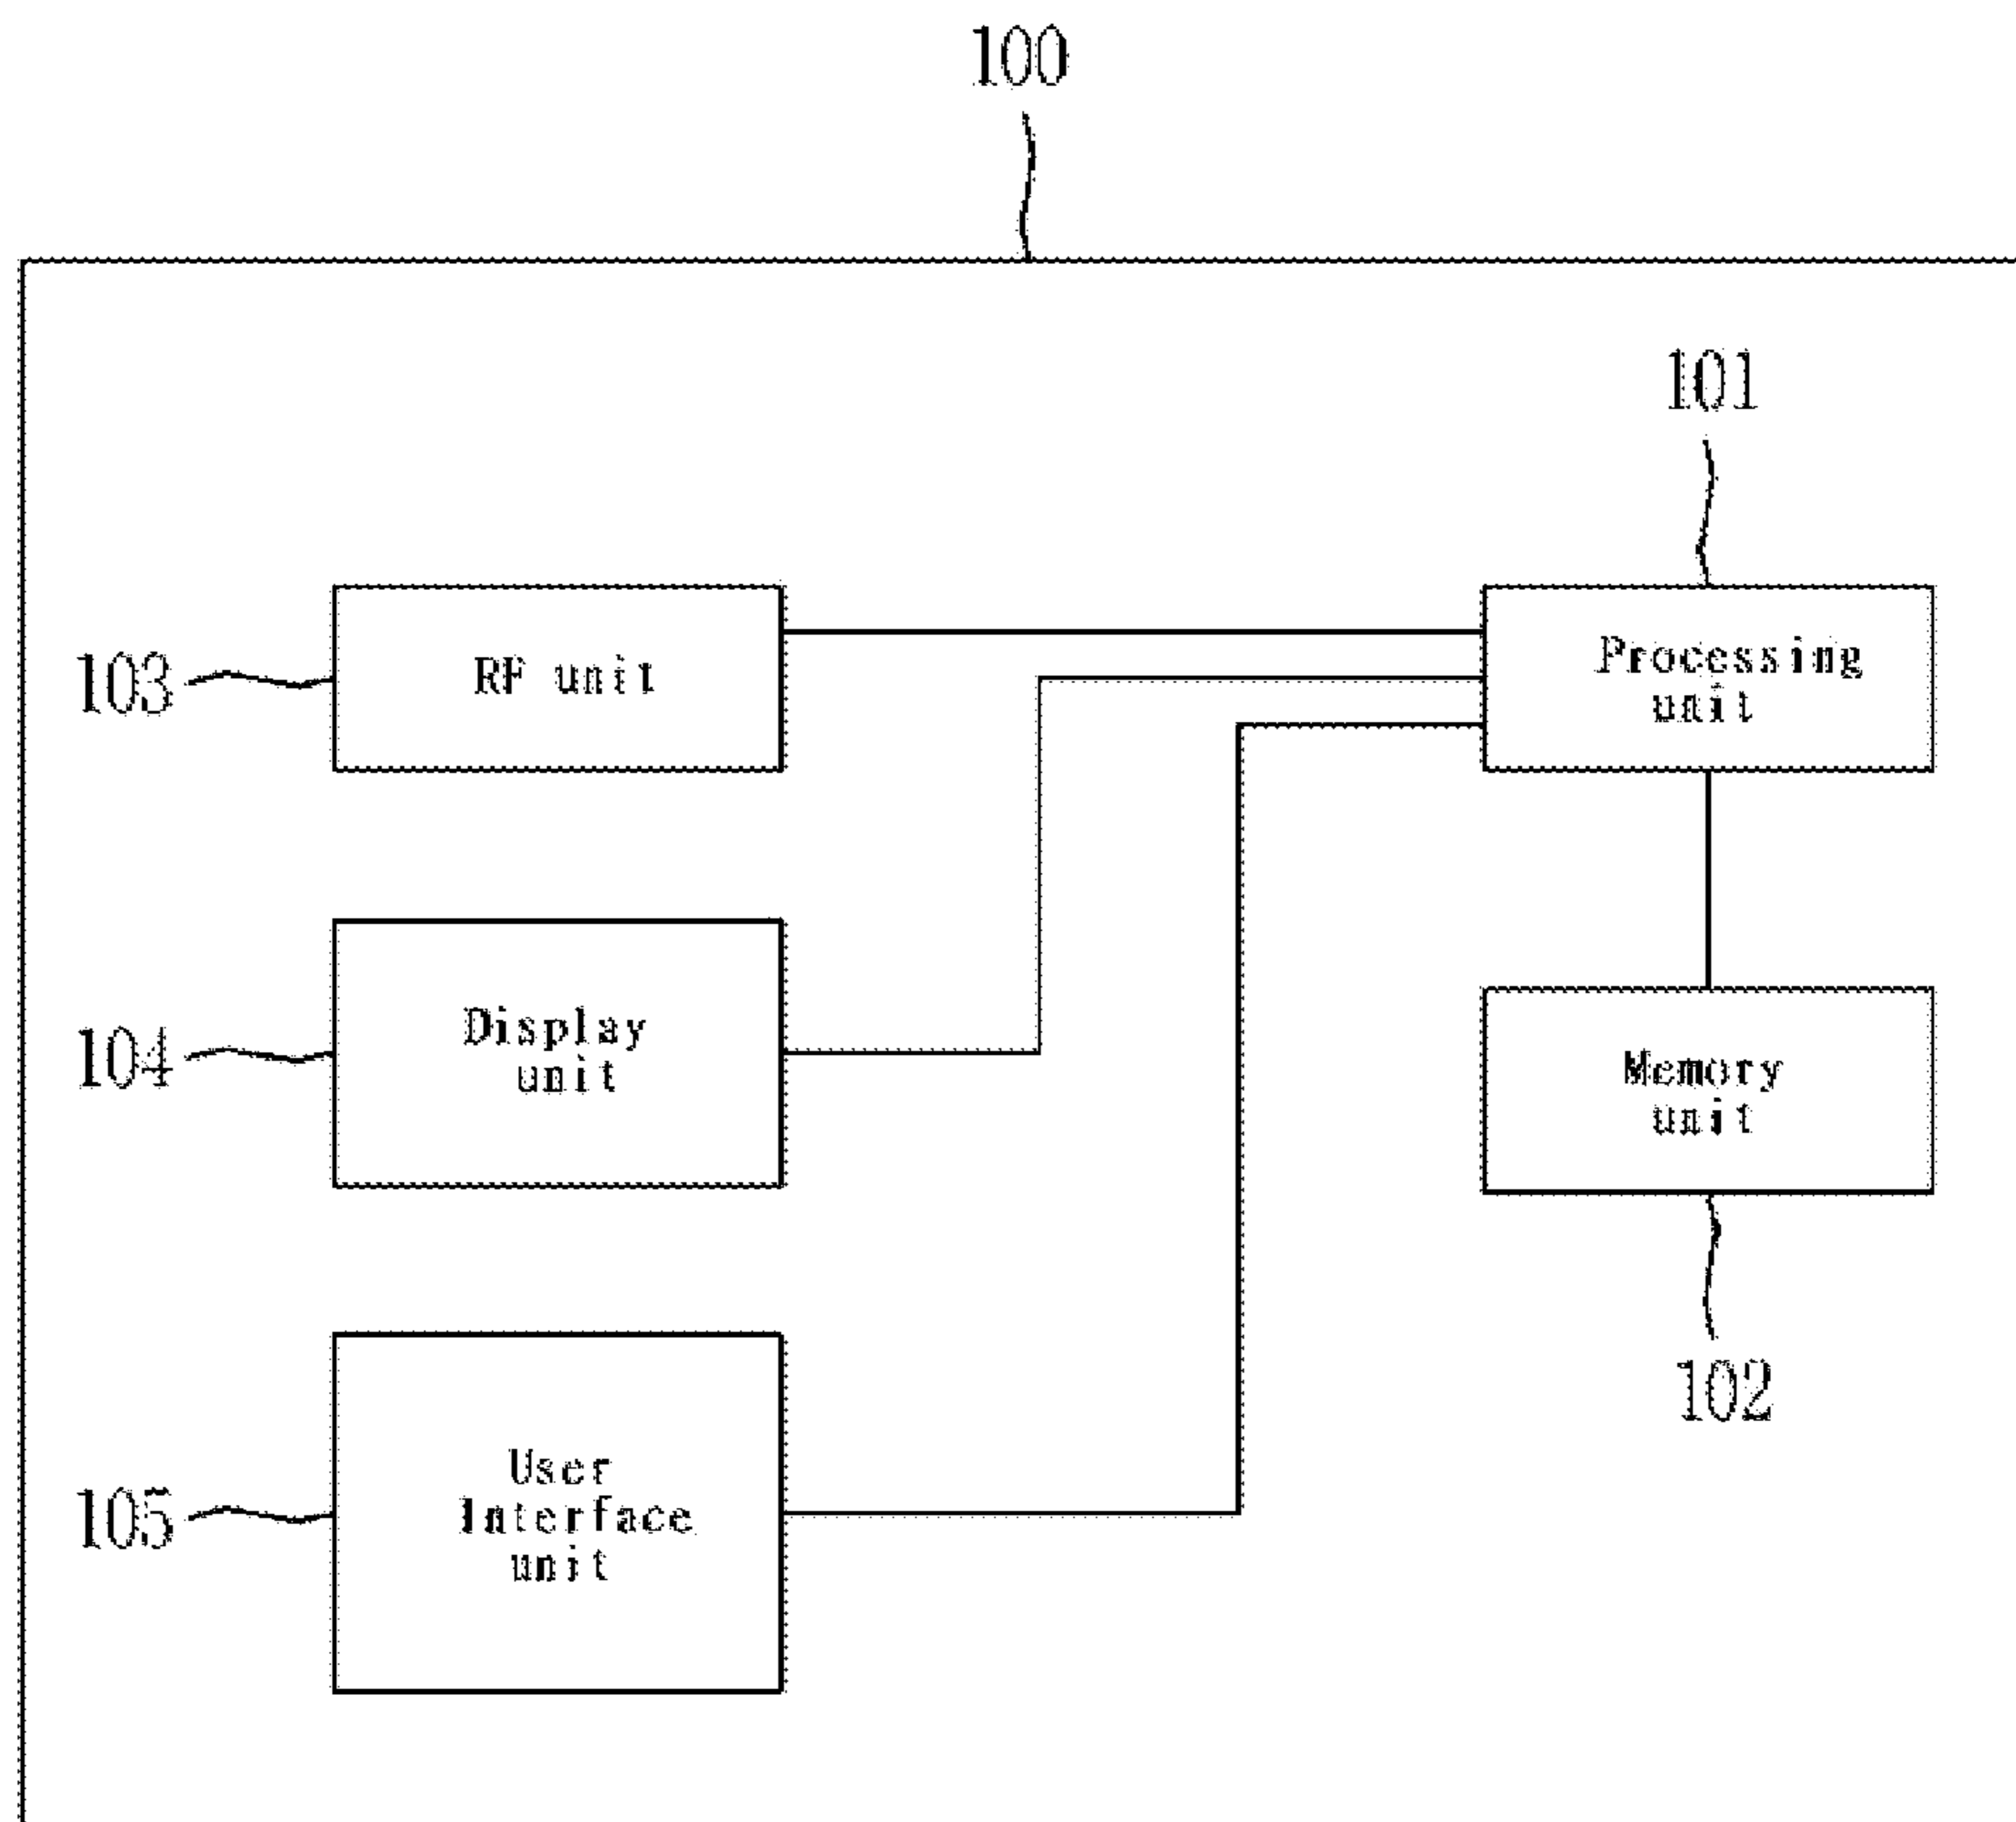 100
101
103
RF unit
Processing
unit
104
Display
unit
Memory
unit
102
105
User
Interface
unit